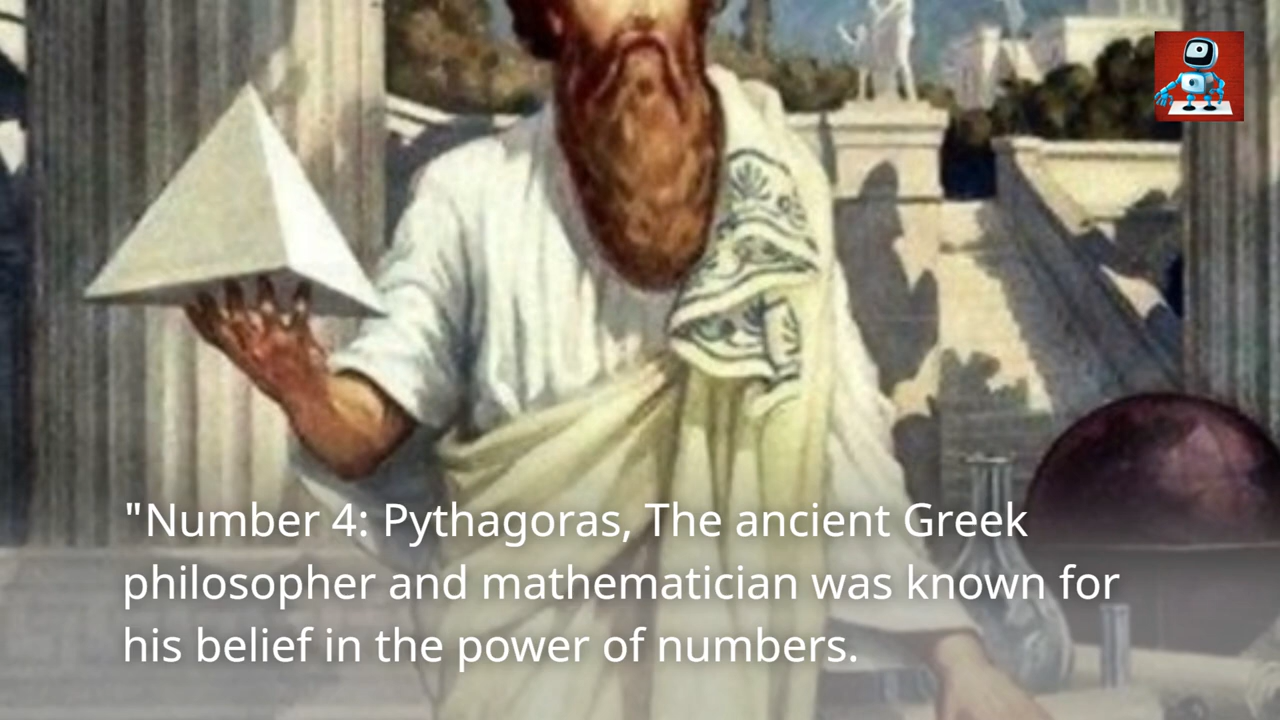 "Number 4: Pythagoras, The ancient Greek
philosopher and mathematician was known for
his belief in the power of numbers.